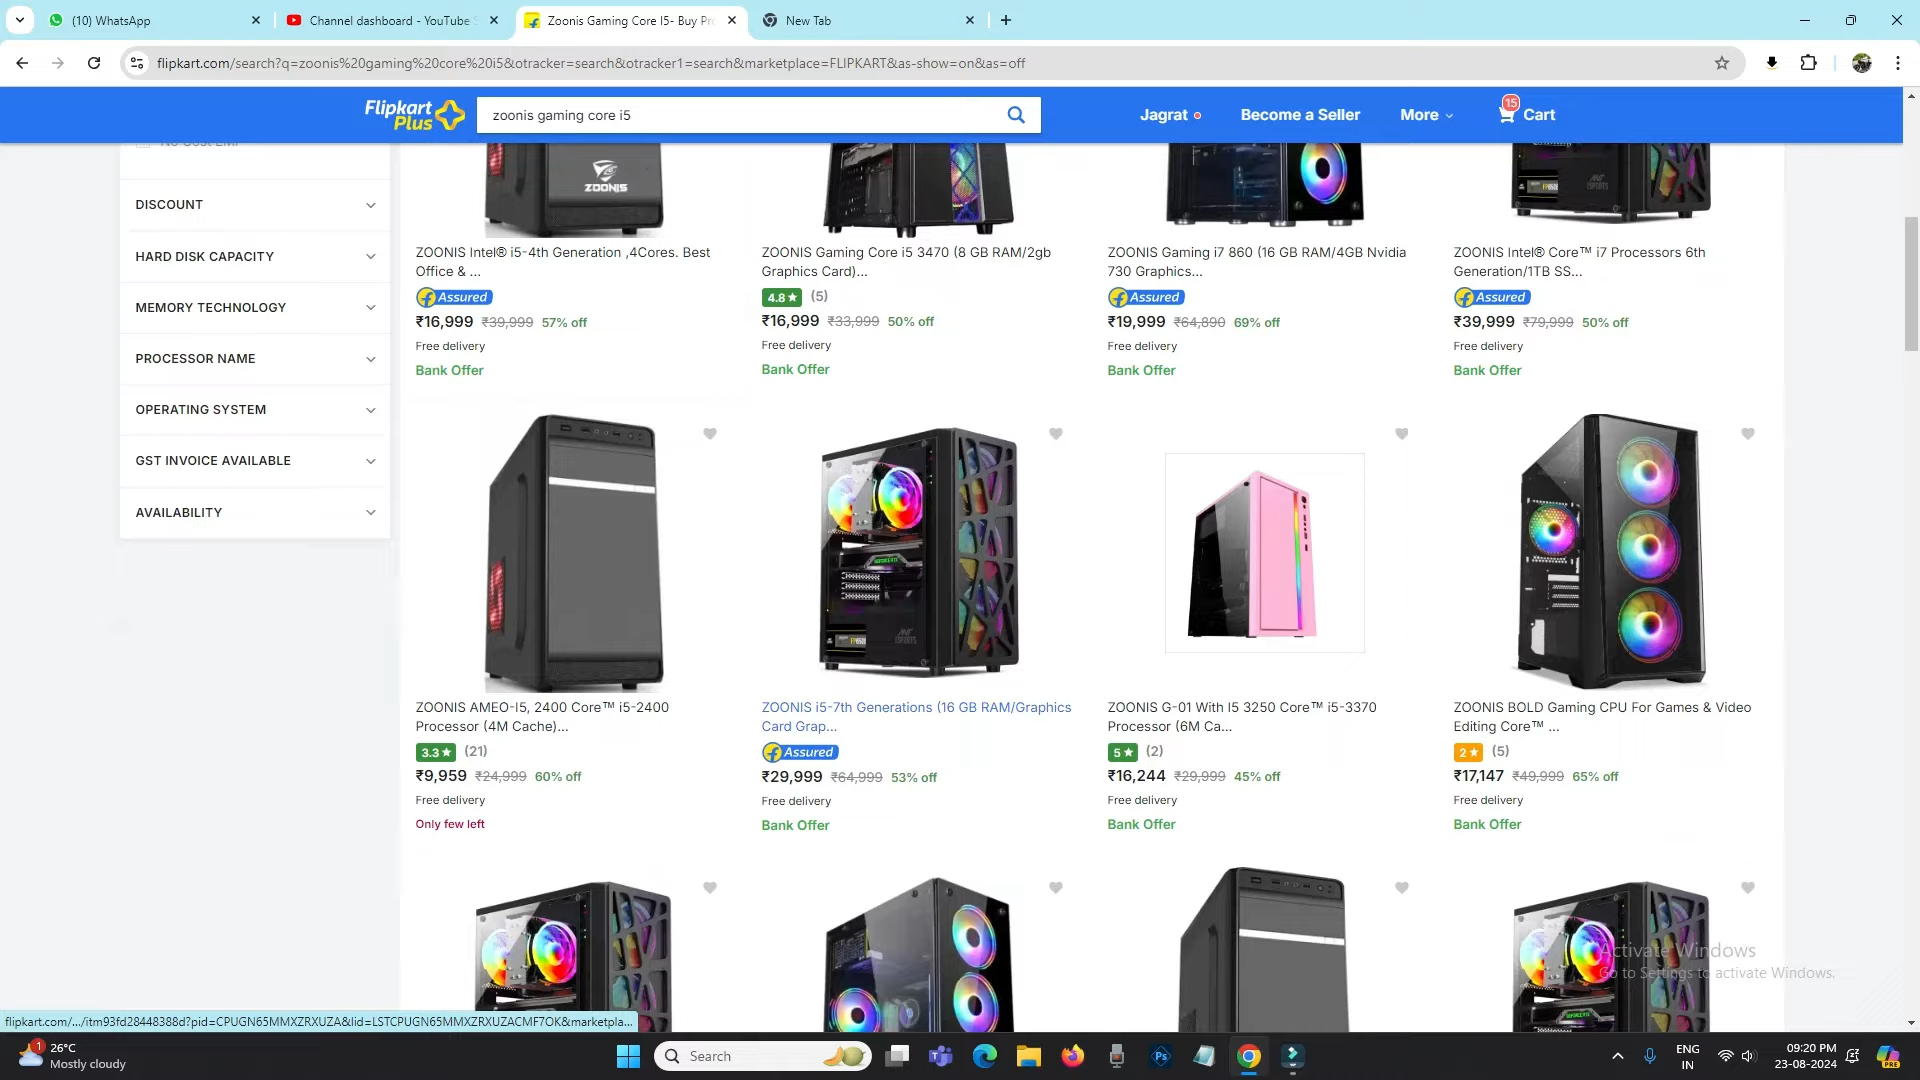 (10) WhatsApp
Channel dashboard - YouTube S
Zoonis Gaming Core I5- Buy Pro
New Tab
flipkart.com/search?q=zoonis%20gaming%20core%20i5&otracker=search&otracker1=search&marketplace=FLIPKART&as-show=on&as=off
Flipkart
Plus
zoonis gaming core i5
Jagrat
Become a Seller
More
15
Cart
No Cost EMI
DISCOUNT
HARD DISK CAPACITY
MEMORY TECHNOLOGY
PROCESSOR NAME
OPERATING SYSTEM
GST INVOICE AVAILABLE
AVAILABILITY
ZOONIS
ZOONIS Intel® i5-4th Generation ,4Cores. Best
Office & ...
Assured
₹16,999 ₹39,999 57% off
Free delivery
Bank Offer
ZOONIS Gaming Core i5 3470 (8 GB RAM/2gb
Graphics Card)...
4.8★ (5)
₹16,999 ₹33,999 50% off
Free delivery
Bank Offer
ZOONIS Gaming i7 860 (16 GB RAM/4GB Nvidia
730 Graphics...
Assured
₹19,999 ₹64,890 69% off
Free delivery
Bank Offer
ZOONIS Intel® Core™ i7 Processors 6th
Generation/1TB SS...
Assured
₹39,999 ₹79,999 50% off
Free delivery
Bank Offer
ZOONIS AMEO-I5, 2400 Core™ i5-2400
Processor (4M Cache)...
3.3★ (21)
₹9,959 ₹24,999 60% off
Free delivery
Only few left
ZOONIS i5-7th Generations (16 GB RAM/Graphics
Card Grap...
Assured
₹29,999 ₹64,999 53% off
Free delivery
Bank Offer
ZOONIS G-01 With I5 3250 Core™ i5-3370
Processor (6M Ca...
5★ (2)
₹16,244 ₹29,999 45% off
Free delivery
Bank Offer
ZOONIS BOLD Gaming CPU For Games & Video
Editing Core™ ...
2★ (5)
₹17,147 ₹49,999 65% off
Free delivery
Bank Offer
Activate Windows
Go to Settings to activate Windows.
flipkart.com/.../itm93fd28448388d?pid=CPUGN65MMXZRXUZA&lid=LSTCPUGN65MMXZRXUZACMF7OK&marketpla...
1
26°C
Mostly cloudy
Search
Ps
ENG
IN
09:20 PM
23-08-2024
PRE